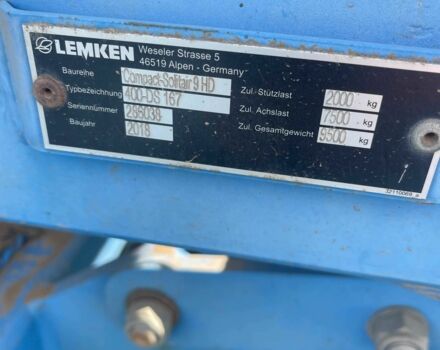 LEMKEN Weseler Strasse 5
46519 Alpen - Germany
Baureihe Compact-Solitair 9 HD
Typbezeichnung 400-DS 167
Seriennummer
Baujahr 2018
Zul. Stützlast 2000 kg
Zul. Achslast 7500 kg
Zul. Gesamtgewicht 9500 kg